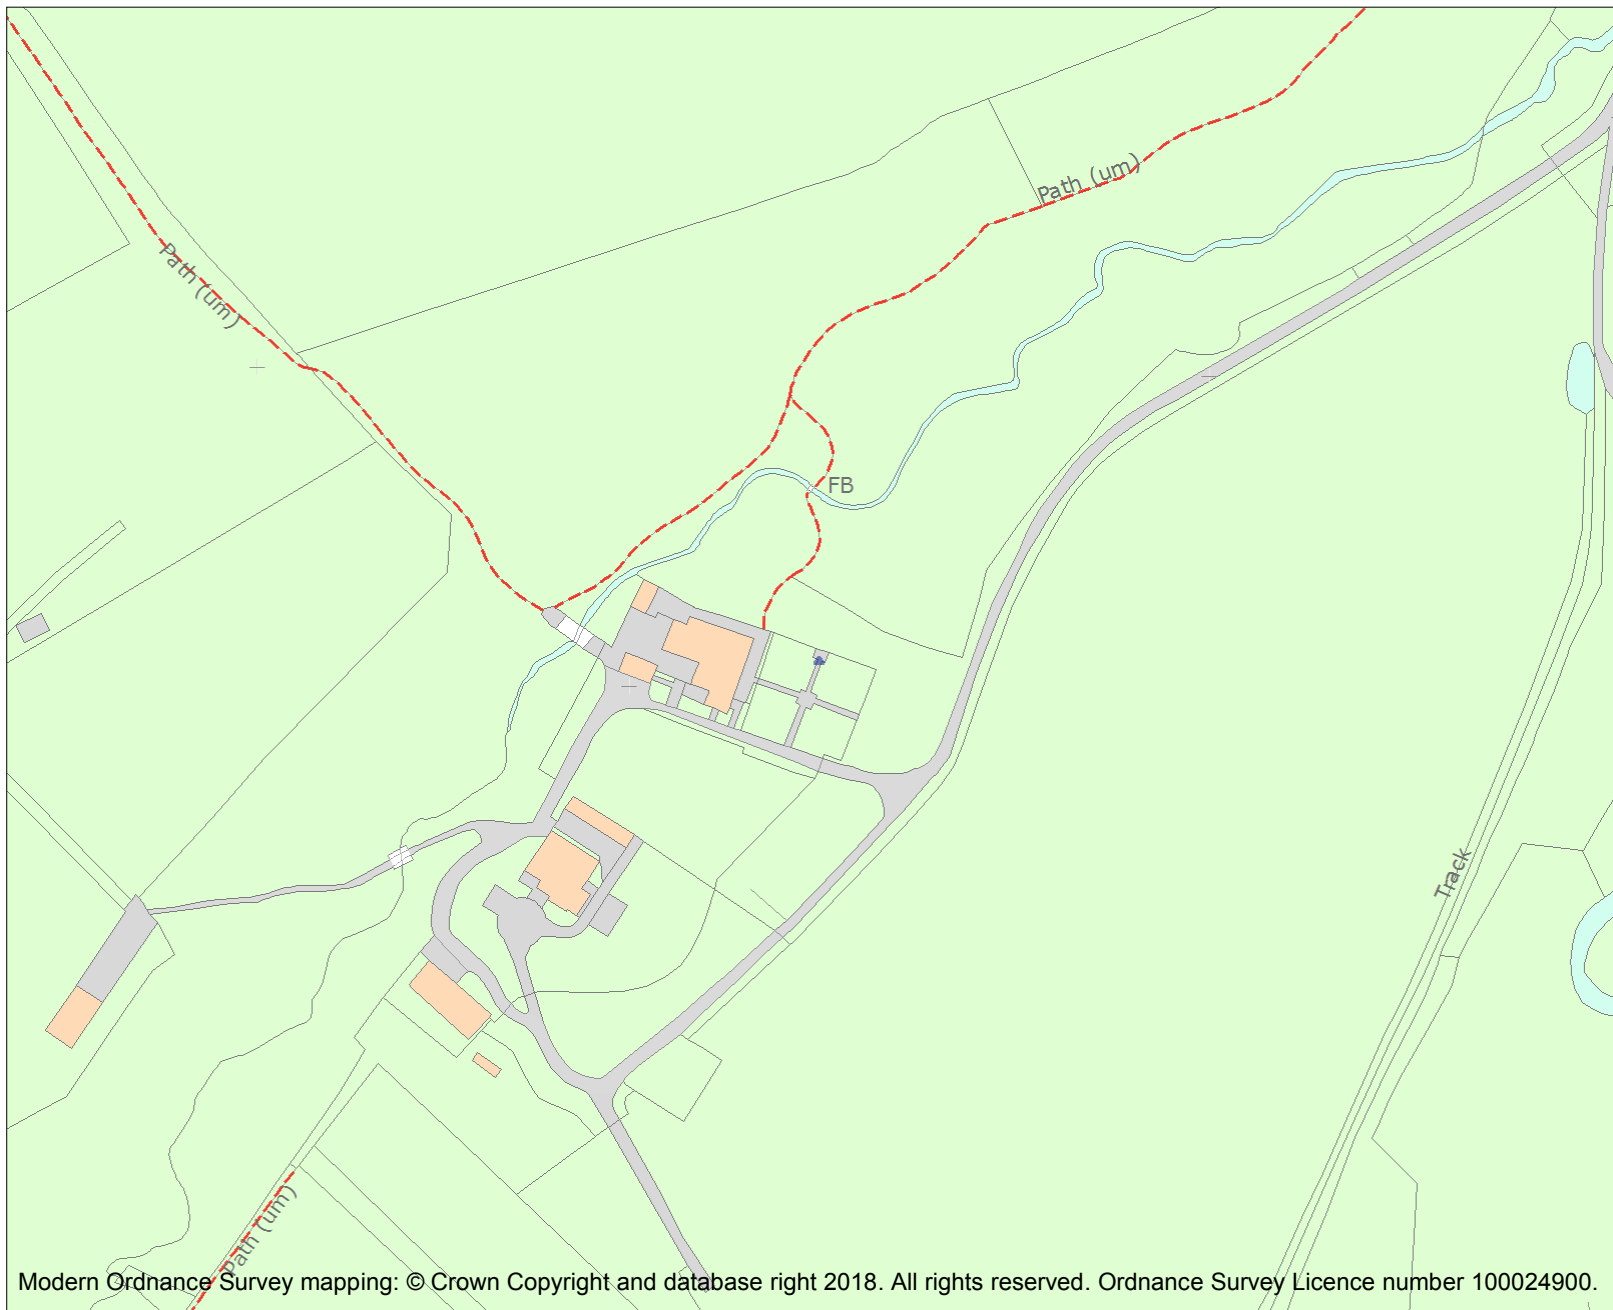 Path (um)
Path (um)
FB
Track
Path (um)
Modern Ordnance Survey mapping: © Crown Copyright and database right 2018. All rights reserved. Ordnance Survey Licence number 100024900.